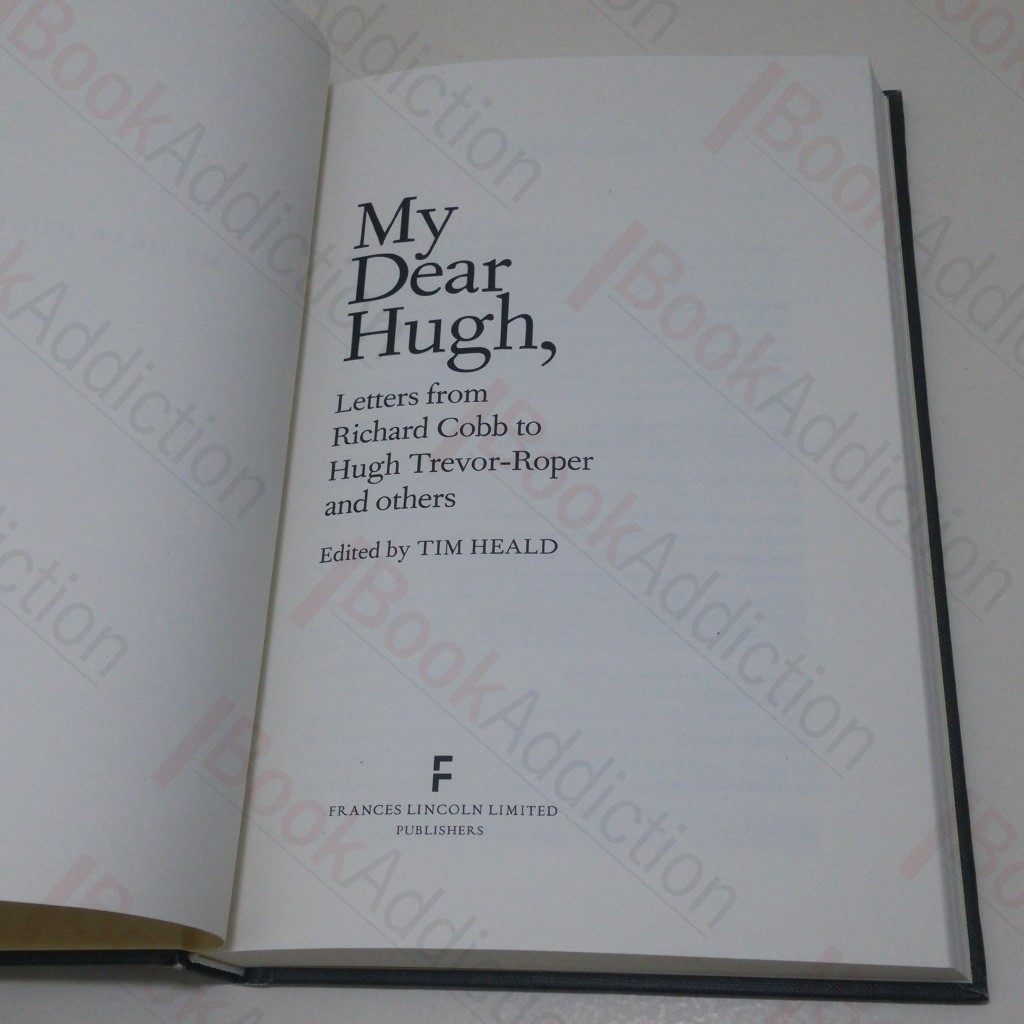 My
Dear
Hugh,
Letters from
Richard Cobb to
Hugh Trevor-Roper
and others
Edited by TIM HEALD
FRANCES LINCOLN LIMITED
PUBLISHERS
BookAddiction